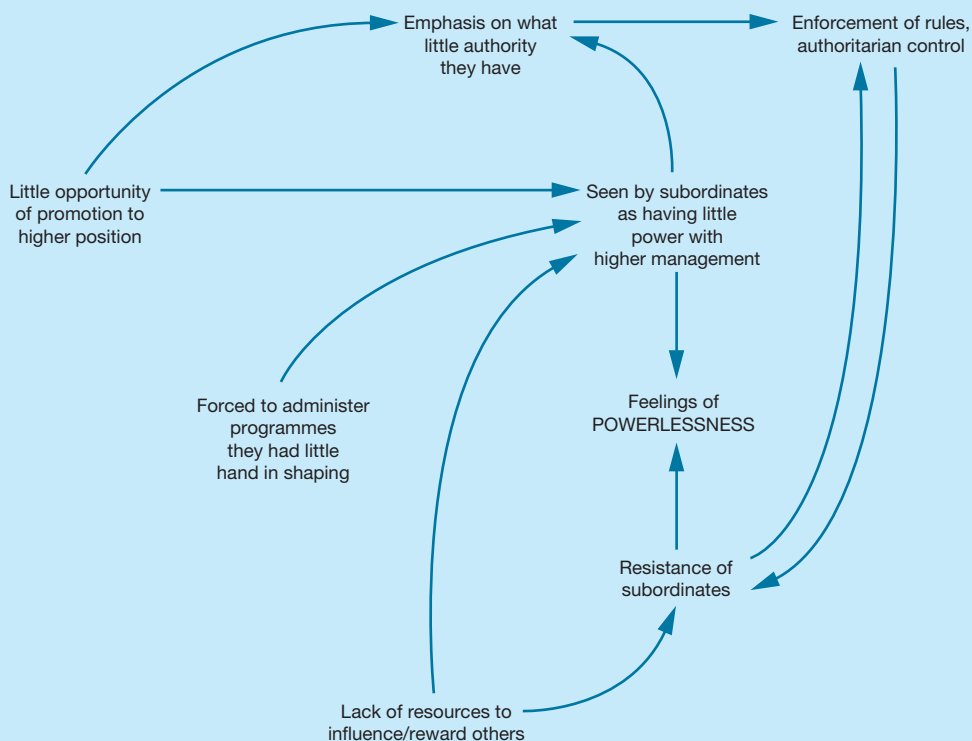 Emphasis on what
little authority
they have
Enforcement of rules,
authoritarian control
Little opportunity
of promotion to
higher position
Seen by subordinates
as having little
power with
higher management
Forced to administer
programmes
they had little
hand in shaping
Feelings of
POWERLESSNESS
Resistance of
subordinates
Lack of resources to
influence/reward others